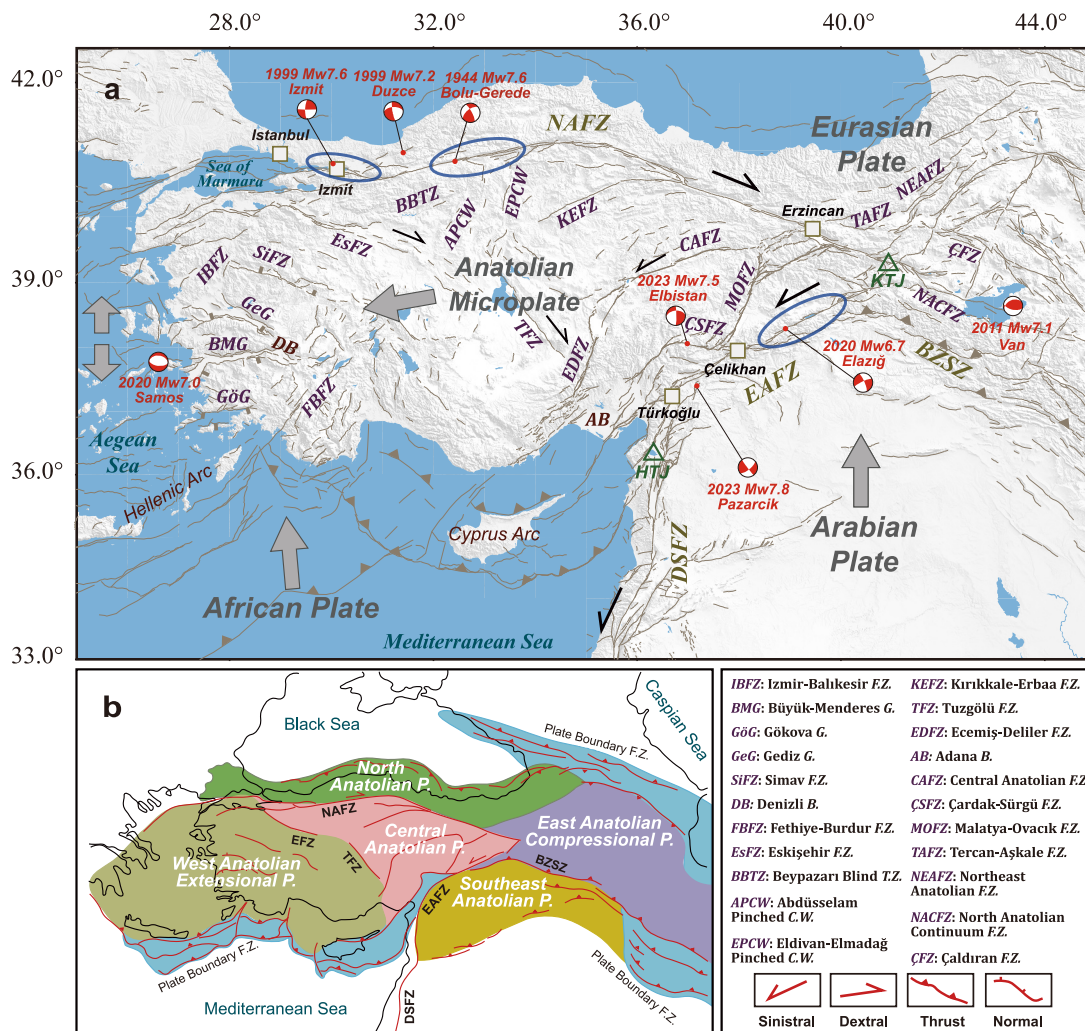 28.0°
32.0°
36.0°
40.0°
44.0°
42.0°
39.0°
36.0°
33.0°
a
1999 Mw7.6
Izmit
1999 Mw7.2
Duzce
1944 Mw7.6
Bolu-Gerede
NAFZ
Eurasian
Plate
Istanbul
Sea of
Marmara
Izmit
BBTZ
APCW
EPCW
KEFZ
Erzincan
TAFZ
NEAFZ
IBFZ
SiFZ
EsFZ
CAFZ
ÇFZ
Anatolian
Microplate
2023 Mw7.5
Elbistan
MOFZ
KTJ
NACFZ
GeG
ÇSFZ
2011 Mw7-1
Van
BMG
DB
TFZ
EDFZ
2020 Mw6.7
Elazığ
BZSZ
2020 Mw7.0
Samos
Çelikhan
EAFZ
GöG
FBFZ
Türkoğlu
AB
Aegean
Sea
HTJ
2023 Mw7.8
Pazarcik
Hellenic Arc
Cyprus Arc
Arabian
Plate
DSFZ
African Plate
Mediterranean Sea
b
Black Sea
Caspian Sea
Plate Boundary F.Z.
North
Anatolian P.
NAFZ
East Anatolian
Compressional P.
Central
Anatolian P.
EFZ
TFZ
West Anatolian
Extensional P.
BZSZ
EAFZ
Southeast
Anatolian P.
Plate Boundary F.Z.
Plate Boundary F.Z.
Mediterranean Sea
DSFZ
IBFZ: Izmir-Balıkesir F.Z.
BMG: Büyük-Menderes G.
GöG: Gökova G.
GeG: Gediz G.
SiFZ: Simav F.Z.
DB: Denizli B.
FBFZ: Fethiye-Burdur F.Z.
EsFZ: Eskişehir F.Z.
BBTZ: Beypazarı Blind T.Z.
APCW: Abdüsselam
Pinched C.W.
EPCW: Eldivan-Elmadağ
Pinched C.W.
KEFZ: Kırıkkale-Erbaa F.Z.
TFZ: Tuzgölü F.Z.
EDFZ: Ecemiş-Deliler F.Z.
AB: Adana B.
CAFZ: Central Anatolian F.Z
ÇSFZ: Çardak-Sürgü F.Z.
MOFZ: Malatya-Ovacık F.Z.
TAFZ: Tercan-Aşkale F.Z.
NEAFZ: Northeast
Anatolian F.Z.
NACFZ: North Anatolian
Continuum F.Z.
ÇFZ: Çaldıran F.Z.
Sinistral
Dextral
Thrust
Normal